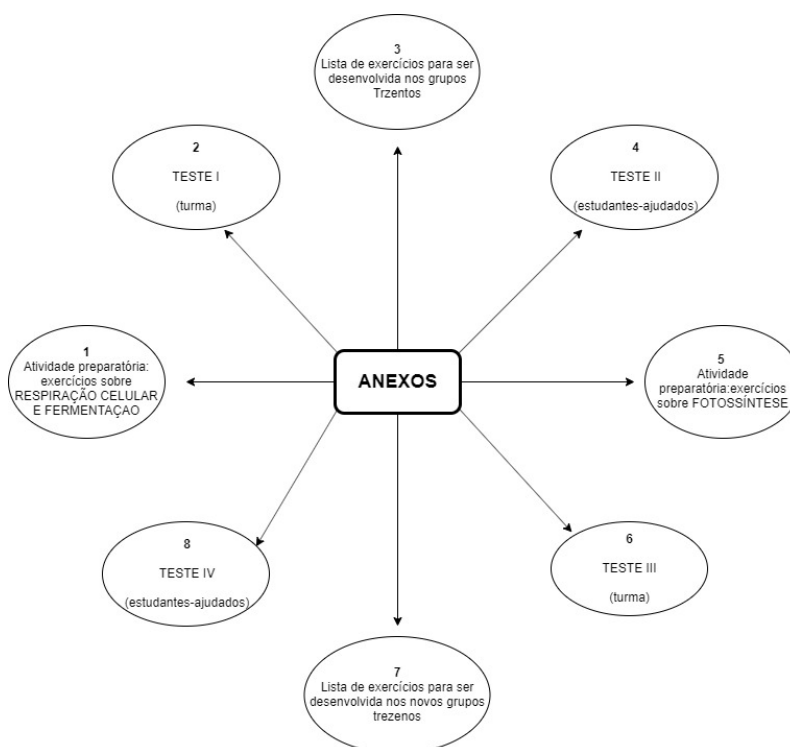 3
Lista de exercícios para ser
desenvolvida nos grupos
Trzentos
2
TESTE I
(turma)
4
TESTE II
(estudantes-ajudados)
1
Atividade preparatória:
exercícios sobre
RESPIRAÇÃO CELULAR
E FERMENTAÇAO
ANEXOS
5
Atividade
preparatória:exercícios
sobre FOTOSSÍNTESE
8
TESTE IV
(estudantes-ajudados)
6
TESTE III
(turma)
7
Lista de exercícios para ser
desenvolvida nos novos grupos
trezenos